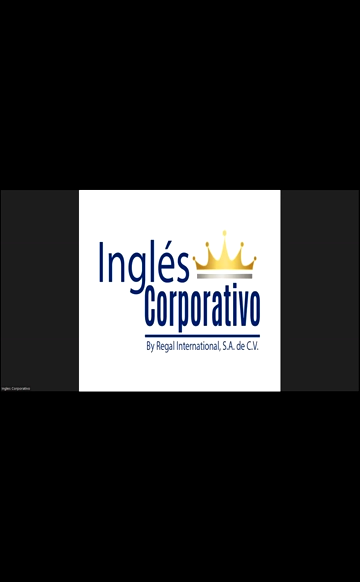 Inglés
Corporativo
By Regal International, S.A. de C.V.
Inglés Corporativo